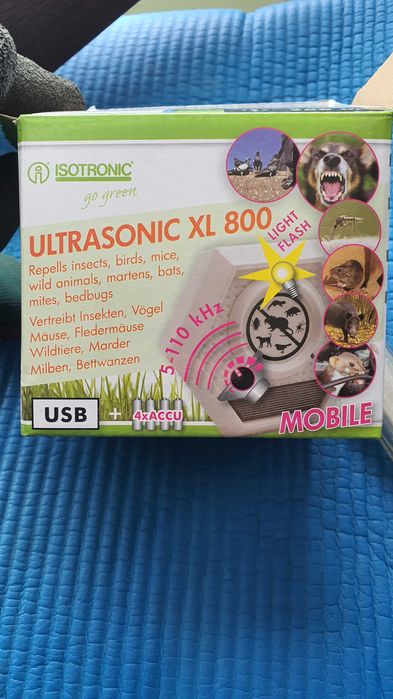 ISOTRONIC®
go green
ULTRASONIC XL 800
Repells insects, birds, mice,
wild animals, martens, bats,
mites, bedbugs
Vertreibt Insekten, Vögel
Mäuse, Fledermäuse
Wildtiere, Marder
Milben, Bettwanzen
LIGHT
FLASH
5-110 kHz
USB + 4xACCU
MOBILE